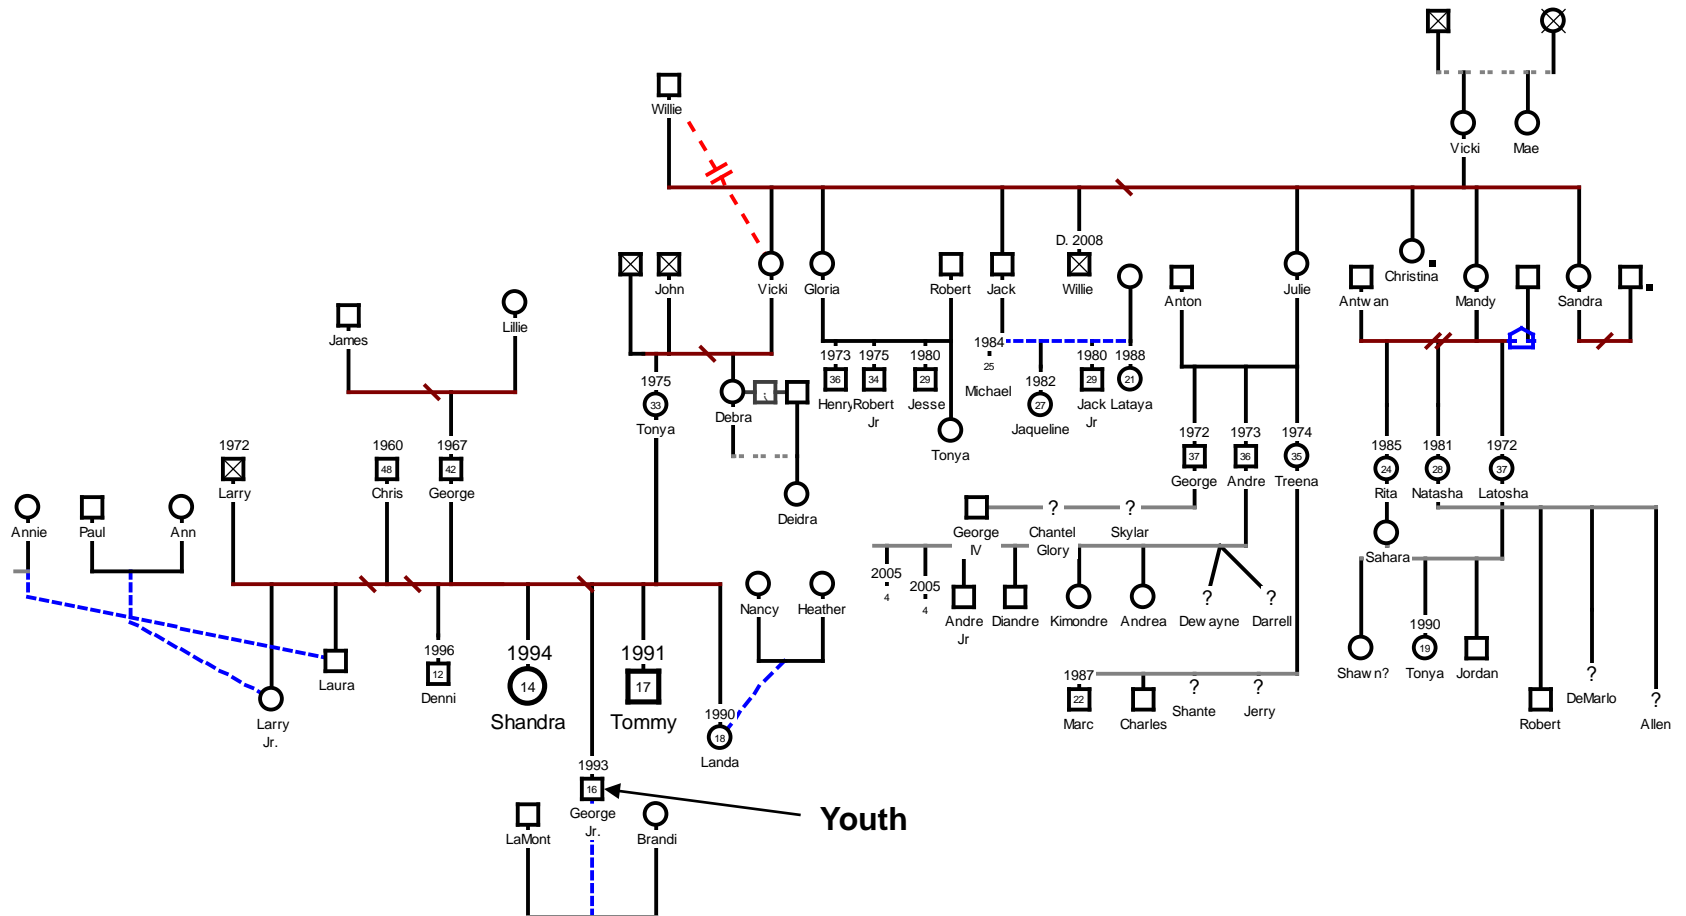 Willie
Vicki
Mae
D. 2008
John
Vicki
Gloria
Robert
Jack
Willie
Anton
Julie
Antwan
Christina
Mandy
Sandra
James
Lillie
1984
25
Michael
1973
36
Henry
1975
34
Robert
Jr
1980
29
Jesse
1982
27
Jaqueline
1980
29
Jack
Jr
1988
21
Lataya
1975
33
Tonya
Debra
Tonya
Deidra
1972
Larry
1960
48
Chris
1967
42
George
1972
37
George
1973
36
Andre
1974
35
Treena
1985
24
Rita
1981
28
Natasha
1972
37
Latosha
Annie
Paul
Ann
George
IV
?
Chantel
Glory
?
Skylar
Sahara
2005
4
2005
4
Andre
Jr
Diandre
Kimondre
Andrea
?
Dewayne
?
Darrell
Shawn?
1990
19
Tonya
Jordan
Nancy
Heather
Laura
Larry
Jr.
1996
12
Denni
1994
14
Shandra
1991
17
Tommy
1990
18
Landa
1987
22
Marc
Charles
?
Shante
?
Jerry
Robert
?
DeMarlo
?
Allen
1993
16
George
Jr.
LaMont
Brandi
Youth